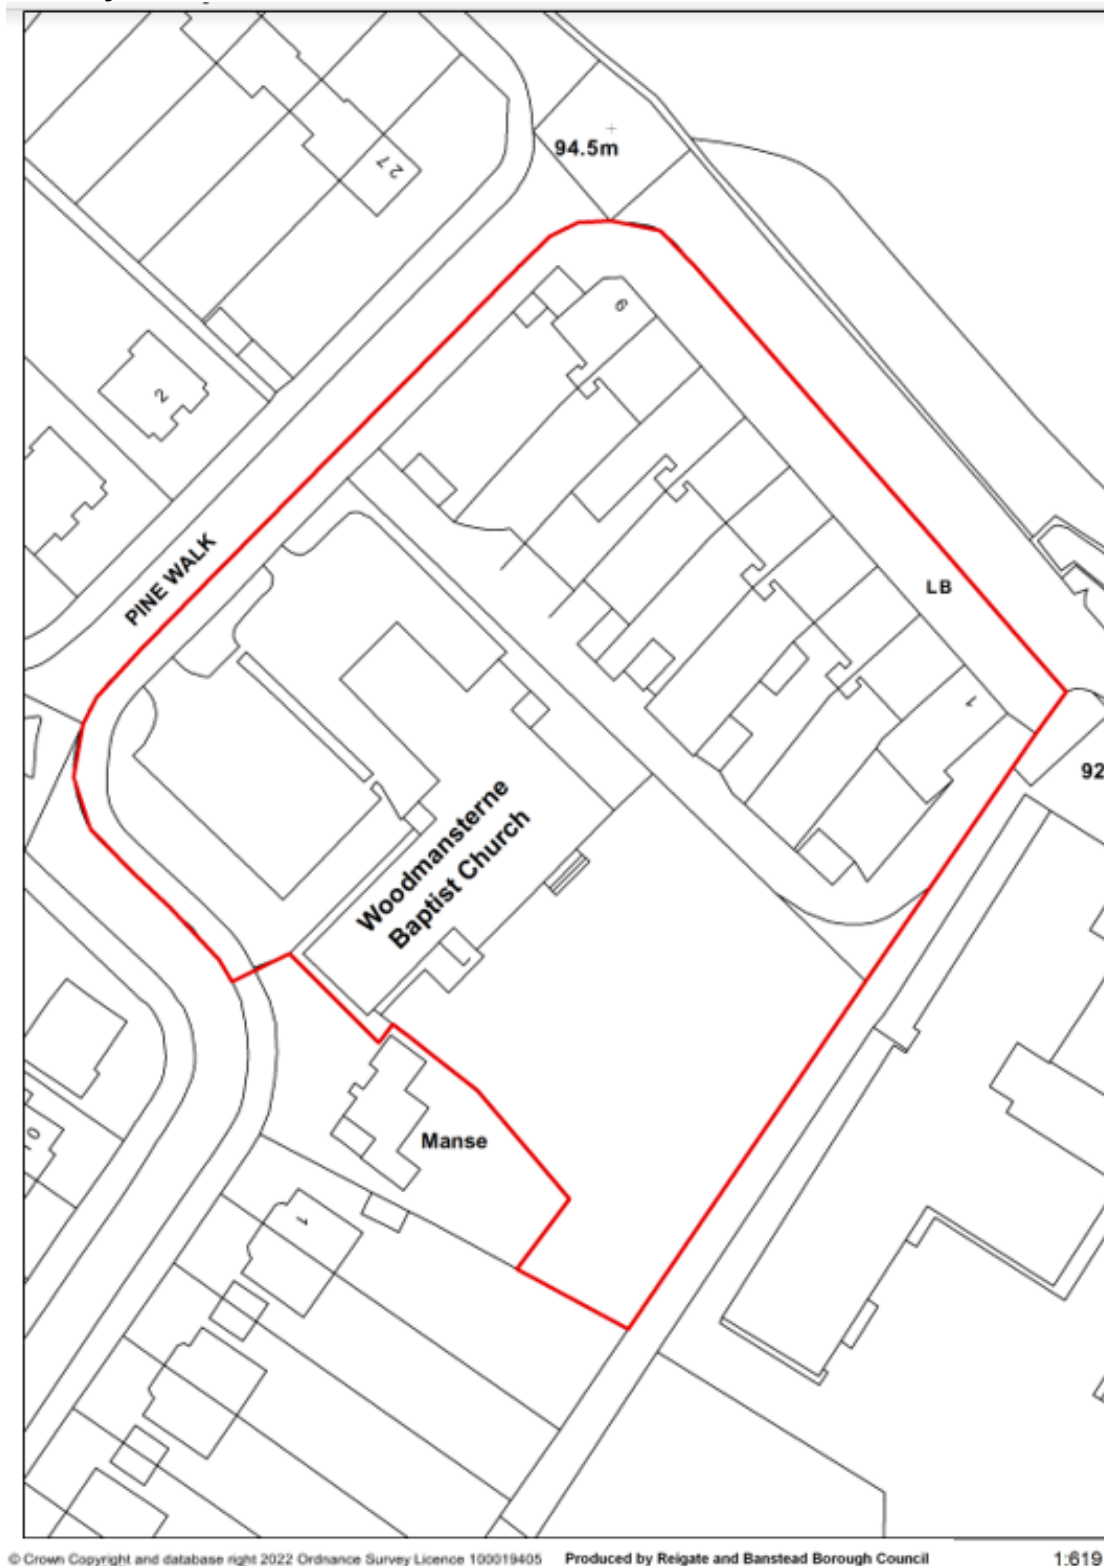 27
94.5m
9
2
PINE WALK
LB
1
92
Woodmansterne
Baptist Church
Manse
1
© Crown Copyright and database right 2022 Ordnance Survey Licence 100019405 Produced by Reigate and Banstead Borough Council 1:619